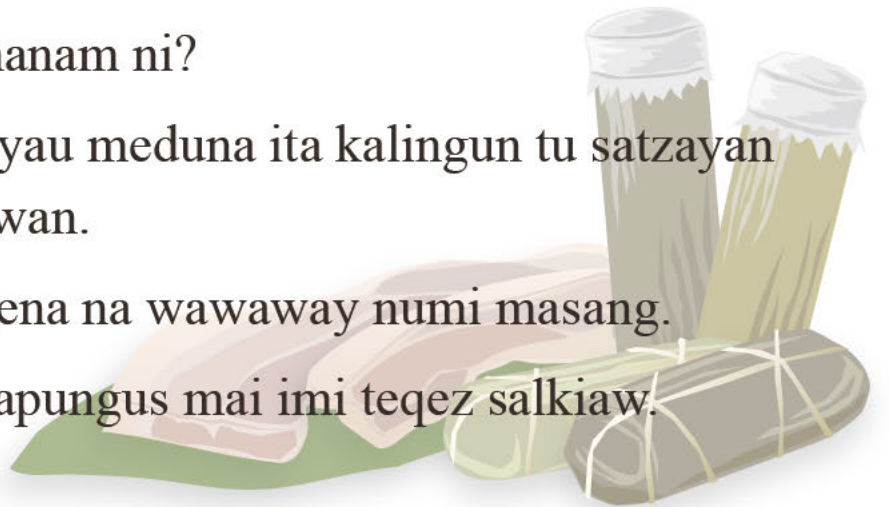 anam ni?
yau meduna ita kalingun tu satzayan
wan.
ena na wawaway numi masang.
apungus mai imi teqez salkiaw.